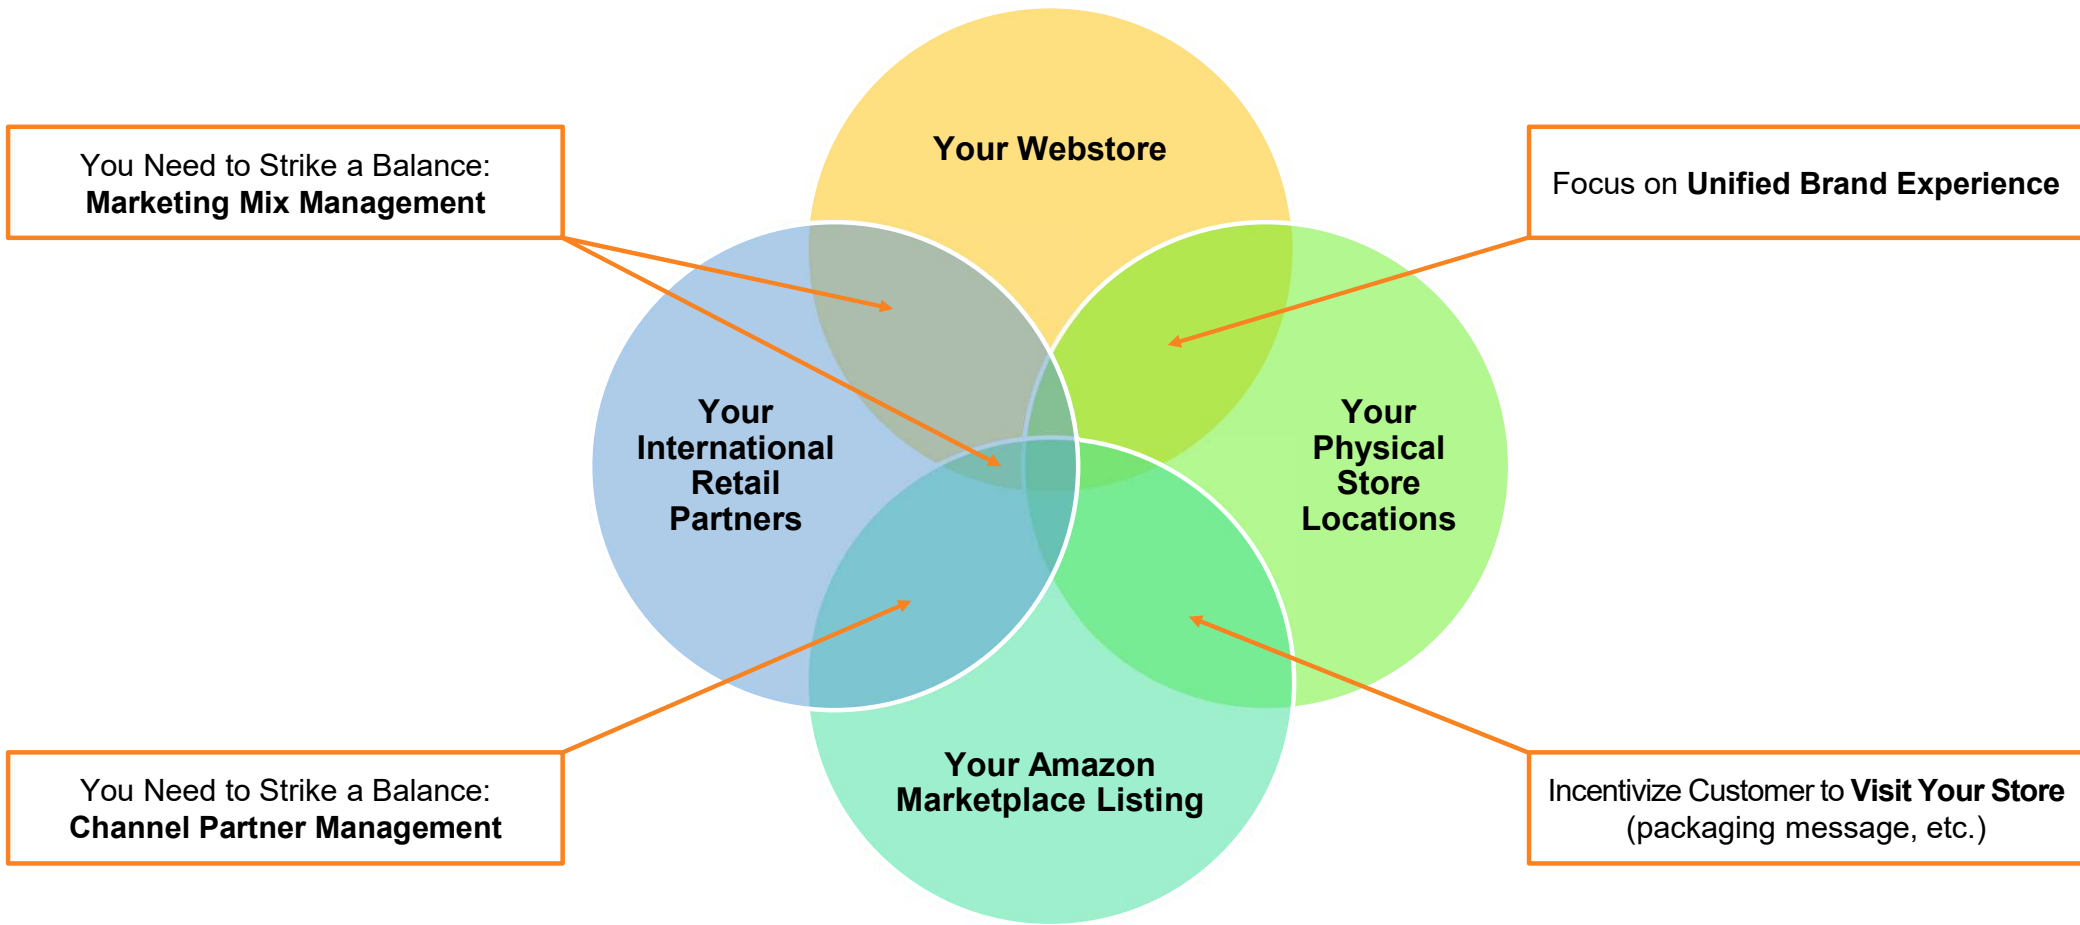 Your Webstore
You Need to Strike a Balance:
Marketing Mix Management
Focus on Unified Brand Experience
Your
International
Retail
Partners
Your
Physical
Store
Locations
Your Amazon
Marketplace Listing
You Need to Strike a Balance:
Channel Partner Management
Incentivize Customer to Visit Your Store
(packaging message, etc.)